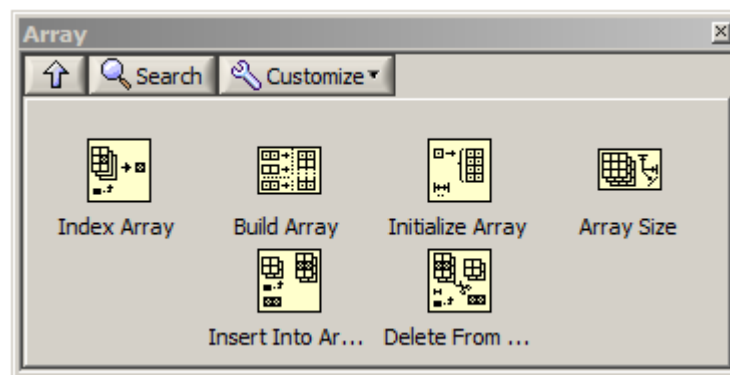 Array
Search Customize
Index Array Build Array Initialize Array Array Size
Insert Into Ar... Delete From ...